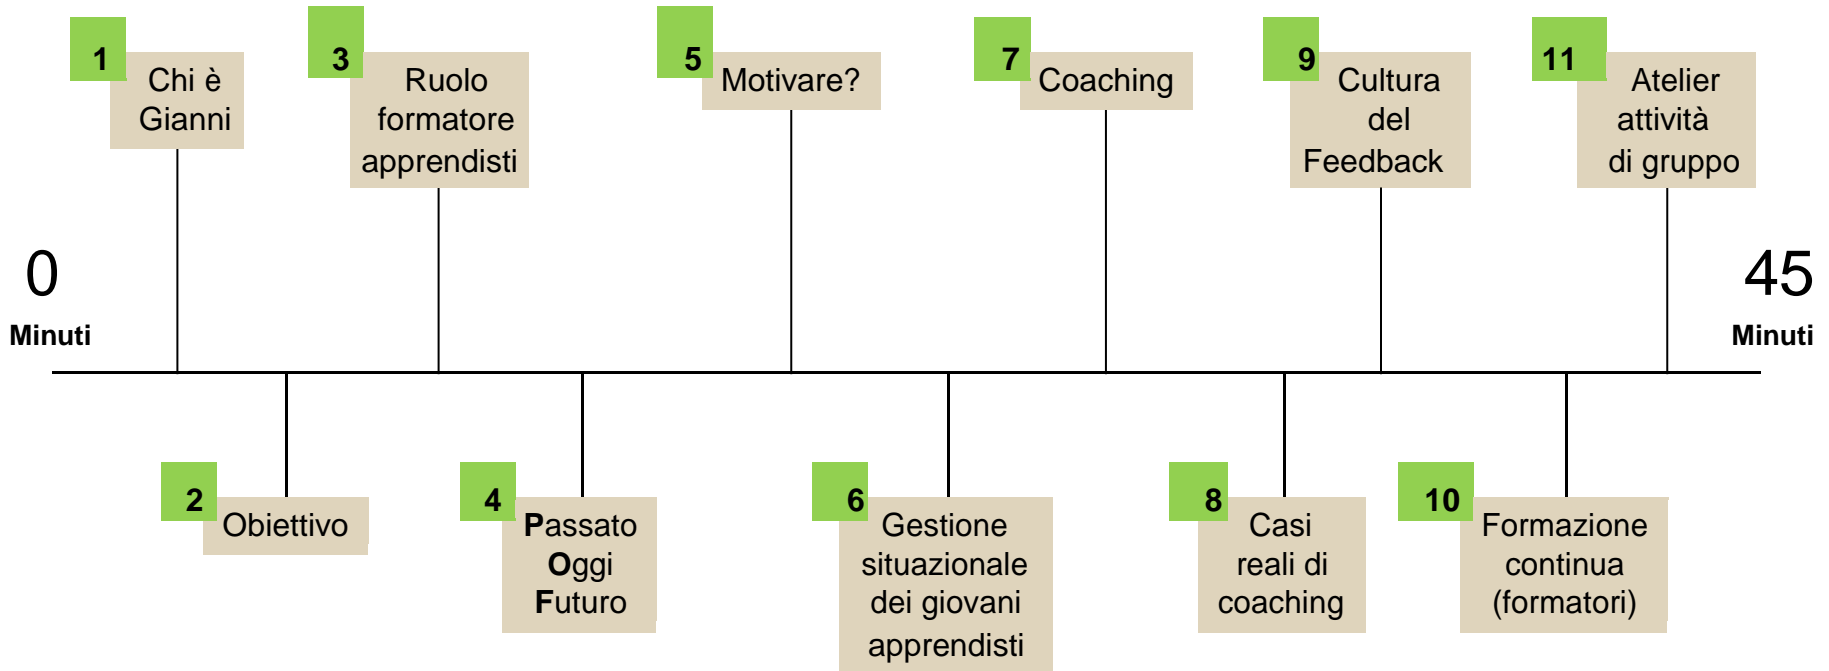 1
Chi è
Gianni
3
Ruolo
formatore
apprendisti
5
Motivare?
7
Coaching
9
Cultura
del
Feedback
11
Atelier
attività
di gruppo
0
Minuti
45
Minuti
2
Obiettivo
4
Passato
Oggi
Futuro
6
Gestione
situazionale
dei giovani
apprendisti
8
Casi
reali di
coaching
10
Formazione
continua
(formatori)